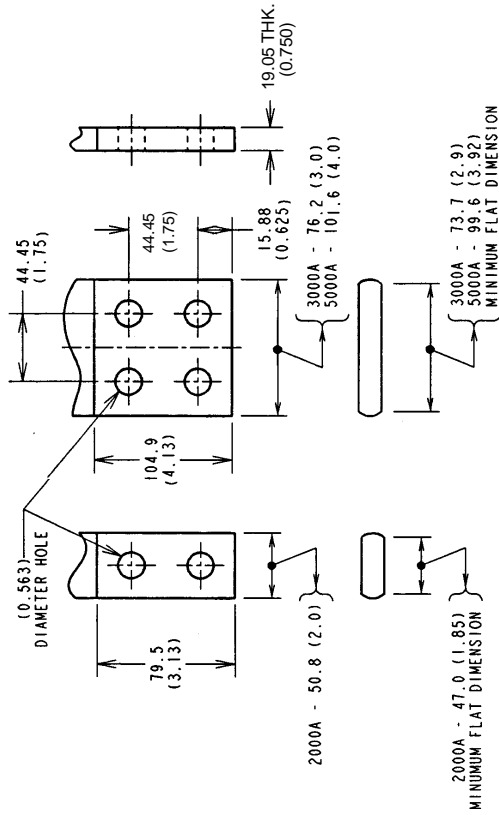 (0.563)
DIAMETER HOLE
79.5
(3.13)
2000A - 50.8 (2.0)
2000A - 47.0 (1.85)
MINUMUM FLAT DIMENSION
44.45
(1.75)
104.9
(4.13)
44.45
(1.75)
15.88
(0.625)
3000A - 76.2 (3.0)
5000A - 101.6 (4.0)
3000A - 73.7 (2.9)
5000A - 99.6 (3.92)
MINIMUM FLAT DIMENSION
19.05 THK.
(0.750)